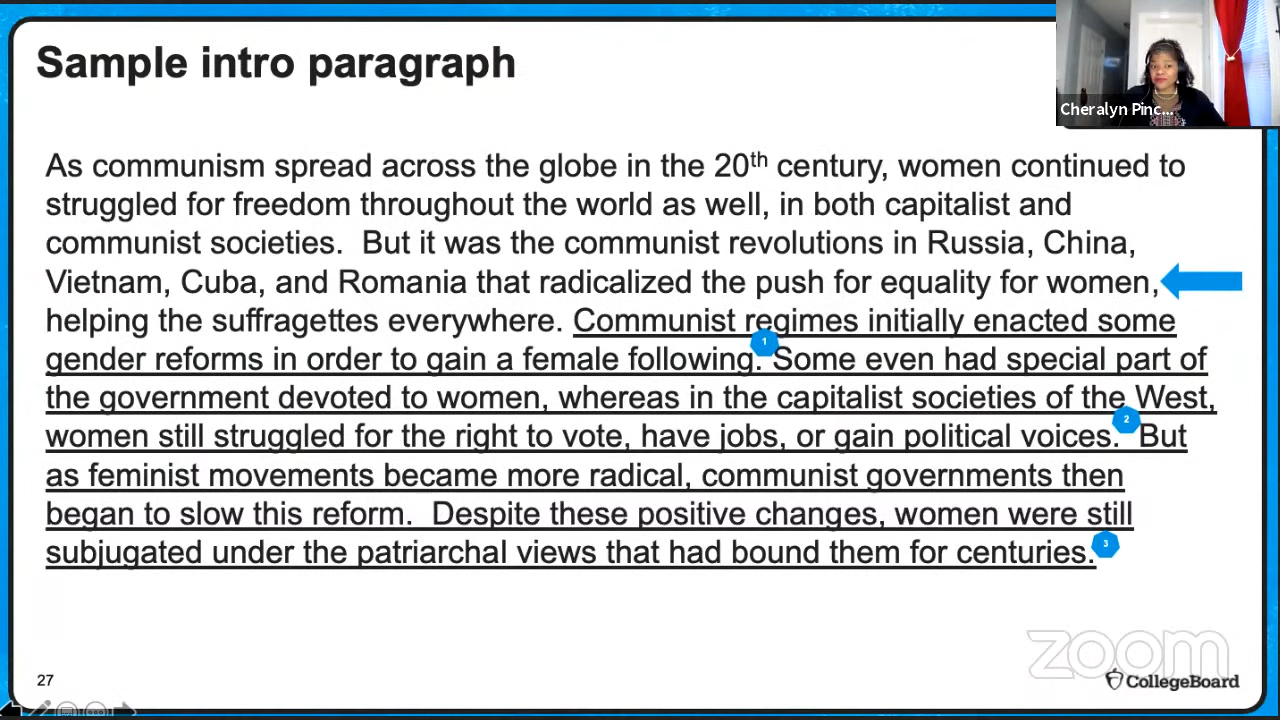 Sample intro paragraph
Cheralyn Pinc...
As communism spread across the globe in the 20th century, women continued to
struggled for freedom throughout the world as well, in both capitalist and
communist societies.  But it was the communist revolutions in Russia, China,
Vietnam, Cuba, and Romania that radicalized the push for equality for women,
helping the suffragettes everywhere. Communist regimes initially enacted some
gender reforms in order to gain a female following. 1 Some even had special part of
the government devoted to women, whereas in the capitalist societies of the West,
women still struggled for the right to vote, have jobs, or gain political voices. 2 But
as feminist movements became more radical, communist governments then
began to slow this reform.  Despite these positive changes, women were still
subjugated under the patriarchal views that had bound them for centuries. 3
zoom
27
CollegeBoard